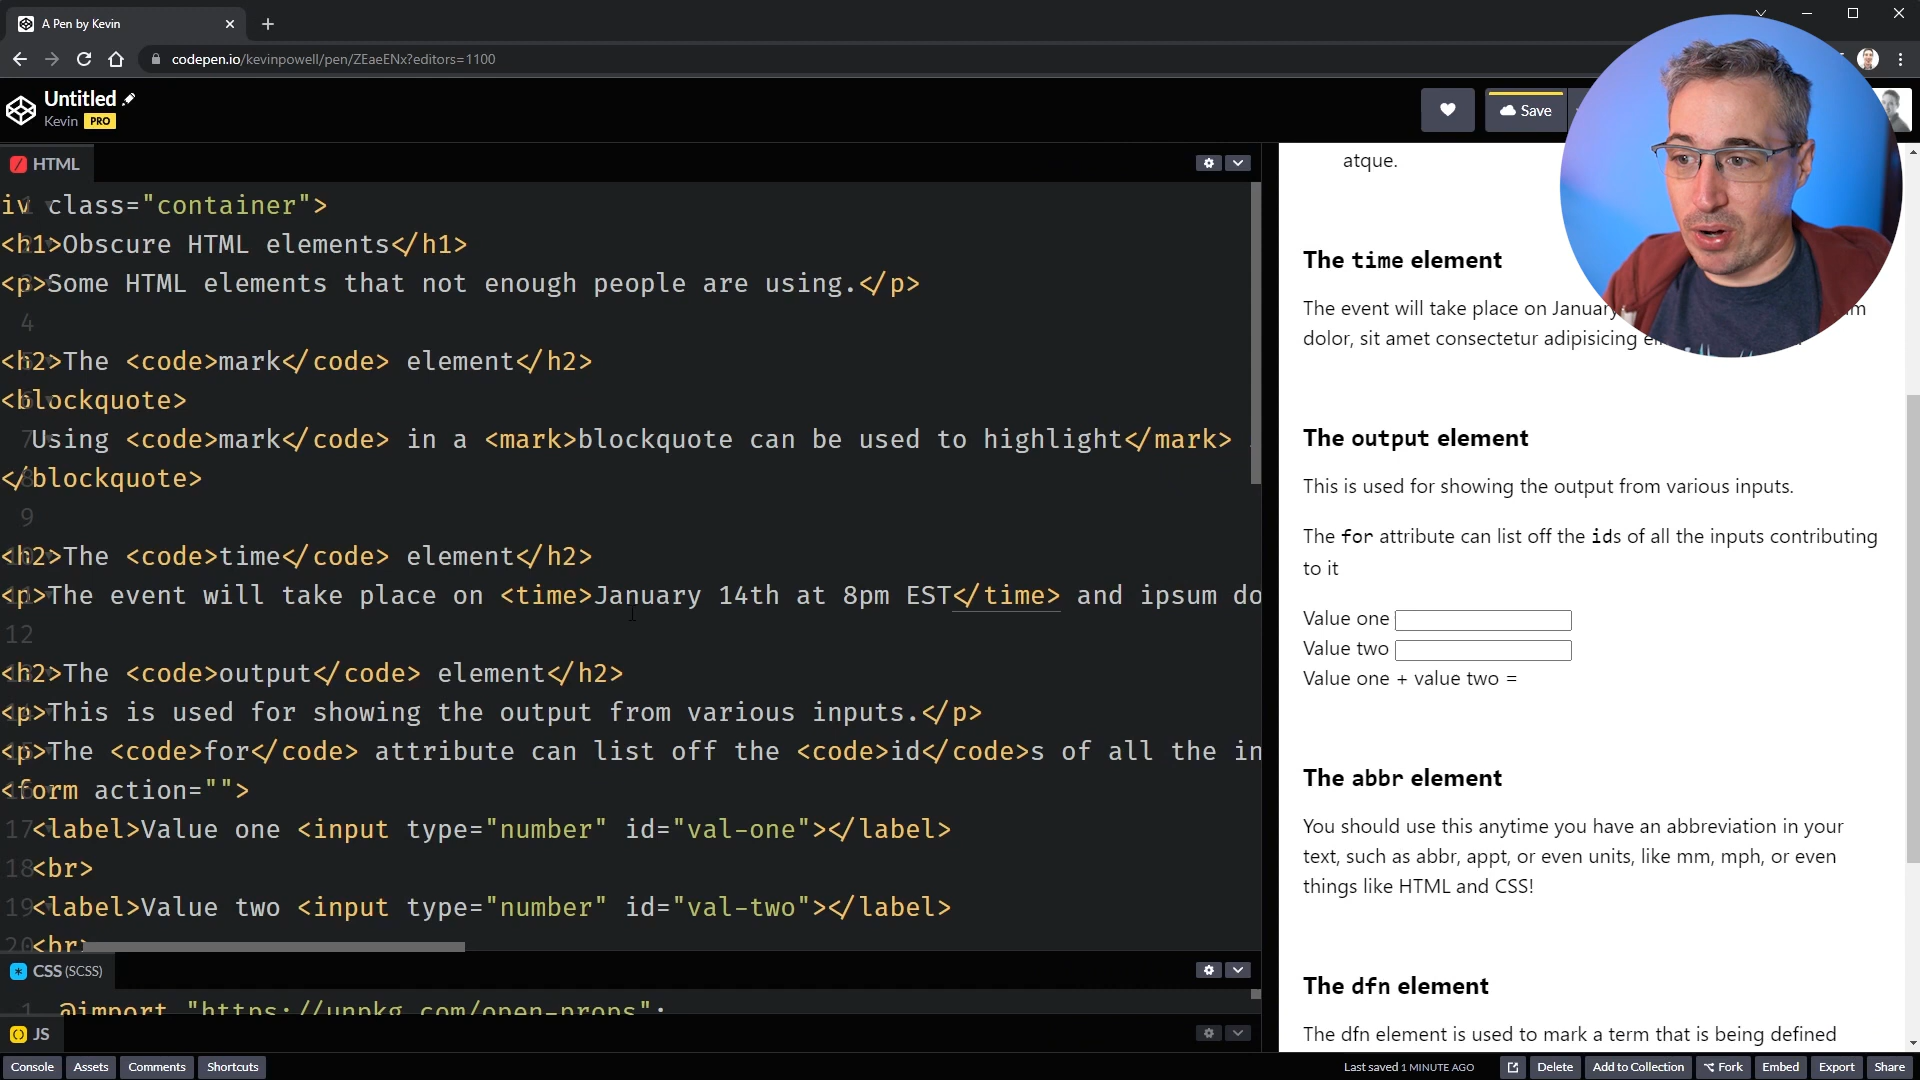 A Pen by Kevin
codepen.io/kevinpowell/pen/ZEaeENx?editors=1100
Untitled
Kevin PRO
Save
HTML
iv class="container">
<h1>Obscure HTML elements</h1>
<p>Some HTML elements that not enough people are using.</p>
4
<h2>The <code>mark</code> element</h2>
<blockquote>
7 Using <code>mark</code> in a <mark>blockquote can be used to highlight</mark>
</blockquote>
9
<h2>The <code>time</code> element</h2>
<p>The event will take place on <time>January 14th at 8pm EST</time> and ipsum do
12
<h2>The <code>output</code> element</h2>
<p>This is used for showing the output from various inputs.</p>
<p>The <code>for</code> attribute can list off the <code>id</code>s of all the in
<form action="">
17 <label>Value one <input type="number" id="val-one"></label>
18 <br>
19 <label>Value two <input type="number" id="val-two"></label>
20 <br>
CSS (SCSS)
1 @import "https://unpkg.com/open-props";
JS
atque.
The time element
The event will take place on January
dolor, sit amet consectetur adipisicing
The output element
This is used for showing the output from various inputs.
The for attribute can list off the ids of all the inputs contributing
to it
Value one
Value two
Value one + value two =
The abbr element
You should use this anytime you have an abbreviation in your
text, such as abbr, appt, or even units, like mm, mph, or even
things like HTML and CSS!
The dfn element
The dfn element is used to mark a term that is being defined
Console Assets Comments Shortcuts
Last saved 1 MINUTE AGO Delete Add to Collection Fork Embed Export Share